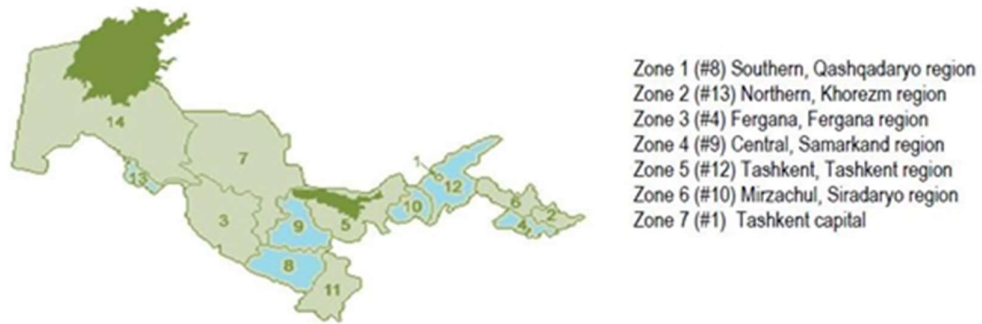 14
7
13
3
9
5
8
11
10
1
12
6
2
4
Zone 1 (#8) Southern, Qashqadaryo region
Zone 2 (#13) Northern, Khorezm region
Zone 3 (#4) Fergana, Fergana region
Zone 4 (#9) Central, Samarkand region
Zone 5 (#12) Tashkent, Tashkent region
Zone 6 (#10) Mirzachul, Siradaryo region
Zone 7 (#1) Tashkent capital